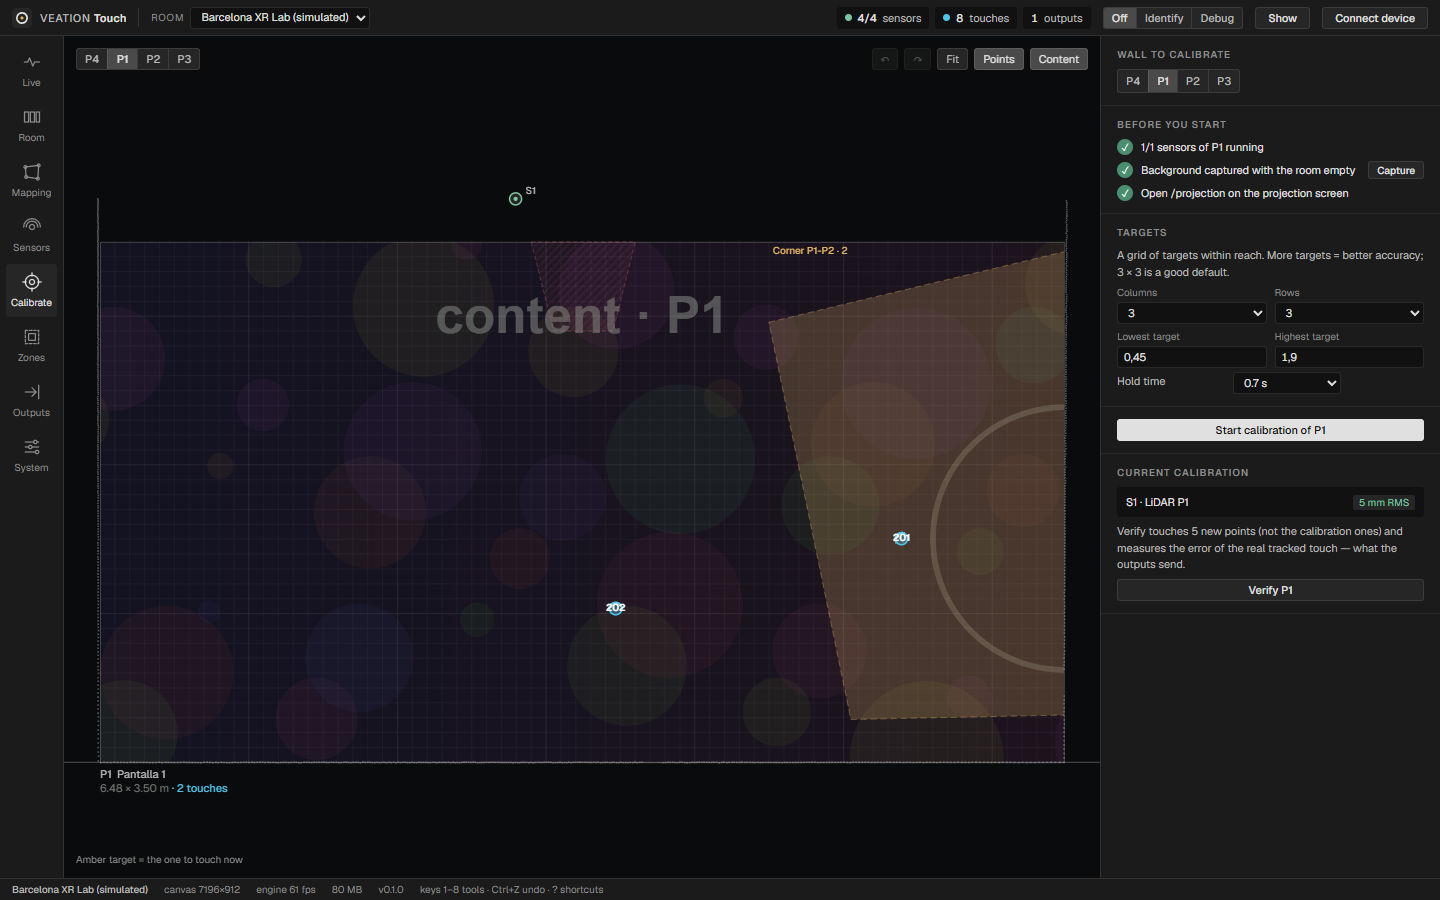 VEATION Touch
ROOM
Barcelona XR Lab (simulated)
4/4 sensors
8 touches
1 outputs
Off
Identify
Debug
Show
Connect device
Live
Room
Mapping
Sensors
Calibrate
Zones
Outputs
System
P4
P1
P2
P3
Fit
Points
Content
S1
Corner P1-P2 · 2
content · P1
201
202
P1 Pantalla 1
6.48 × 3.50 m · 2 touches
Amber target = the one to touch now
WALL TO CALIBRATE
P4
P1
P2
P3
BEFORE YOU START
1/1 sensors of P1 running
Background captured with the room empty
Capture
Open /projection on the projection screen
TARGETS
A grid of targets within reach. More targets = better accuracy;
3 × 3 is a good default.
Columns
Rows
3
3
Lowest target
Highest target
0,45
1,9
Hold time
0.7 s
Start calibration of P1
CURRENT CALIBRATION
S1 · LiDAR P1
5 mm RMS
Verify touches 5 new points (not the calibration ones) and
measures the error of the real tracked touch — what the
outputs send.
Verify P1
Barcelona XR Lab (simulated)
canvas 7196×912
engine 61 fps
80 MB
v0.1.0
keys 1–8 tools · Ctrl+Z undo · ? shortcuts